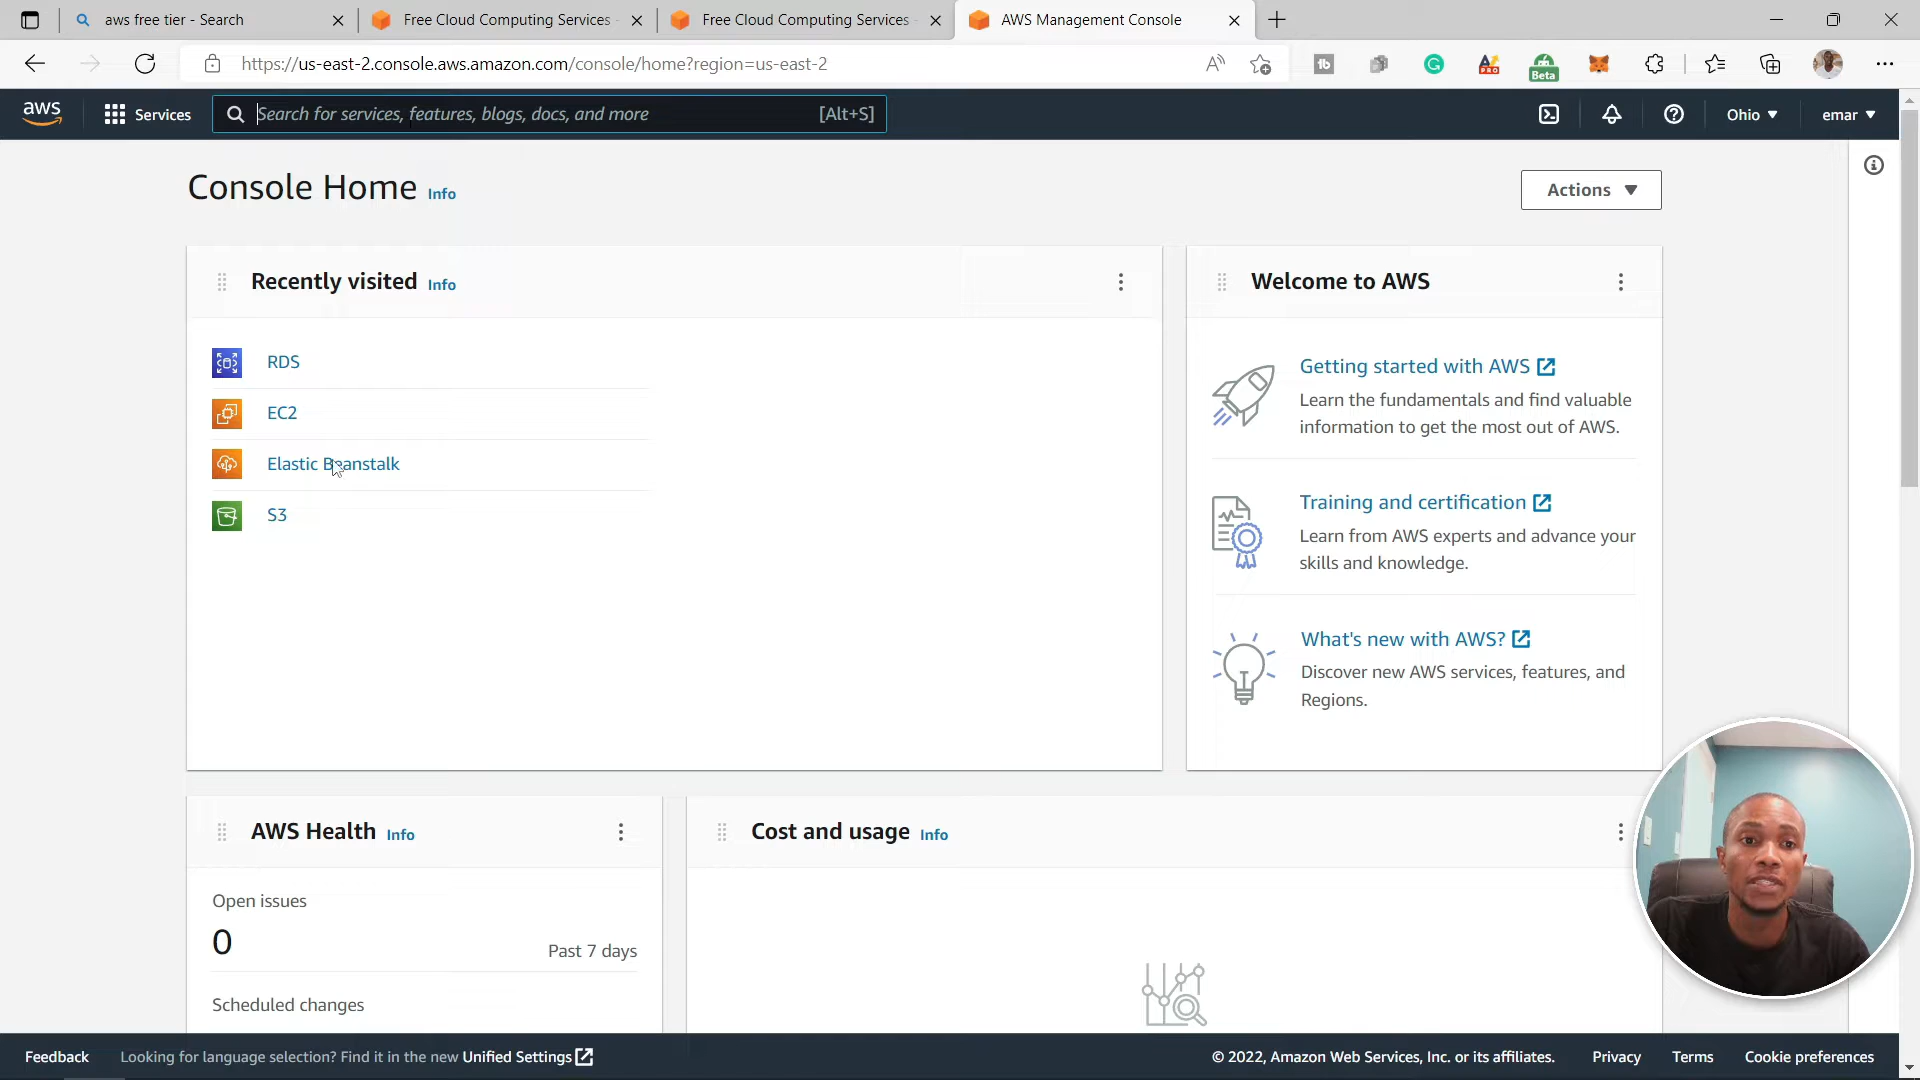 aws free tier - Search
Free Cloud Computing Services -
Free Cloud Computing Services -
AWS Management Console
https://us-east-2.console.aws.amazon.com/console/home?region=us-east-2
Beta
aws
Services
Search for services, features, blogs, docs, and more
[Alt+S]
Ohio
emar
Console Home Info
Actions
Recently visited Info
RDS
EC2
Elastic Beanstalk
S3
Welcome to AWS
Getting started with AWS
Learn the fundamentals and find valuable
information to get the most out of AWS.
Training and certification
Learn from AWS experts and advance your
skills and knowledge.
What's new with AWS?
Discover new AWS services, features, and
Regions.
AWS Health Info
Open issues
0
Past 7 days
Scheduled changes
Cost and usage Info
Feedback
Looking for language selection? Find it in the new Unified Settings
© 2022, Amazon Web Services, Inc. or its affiliates.
Privacy
Terms
Cookie preferences